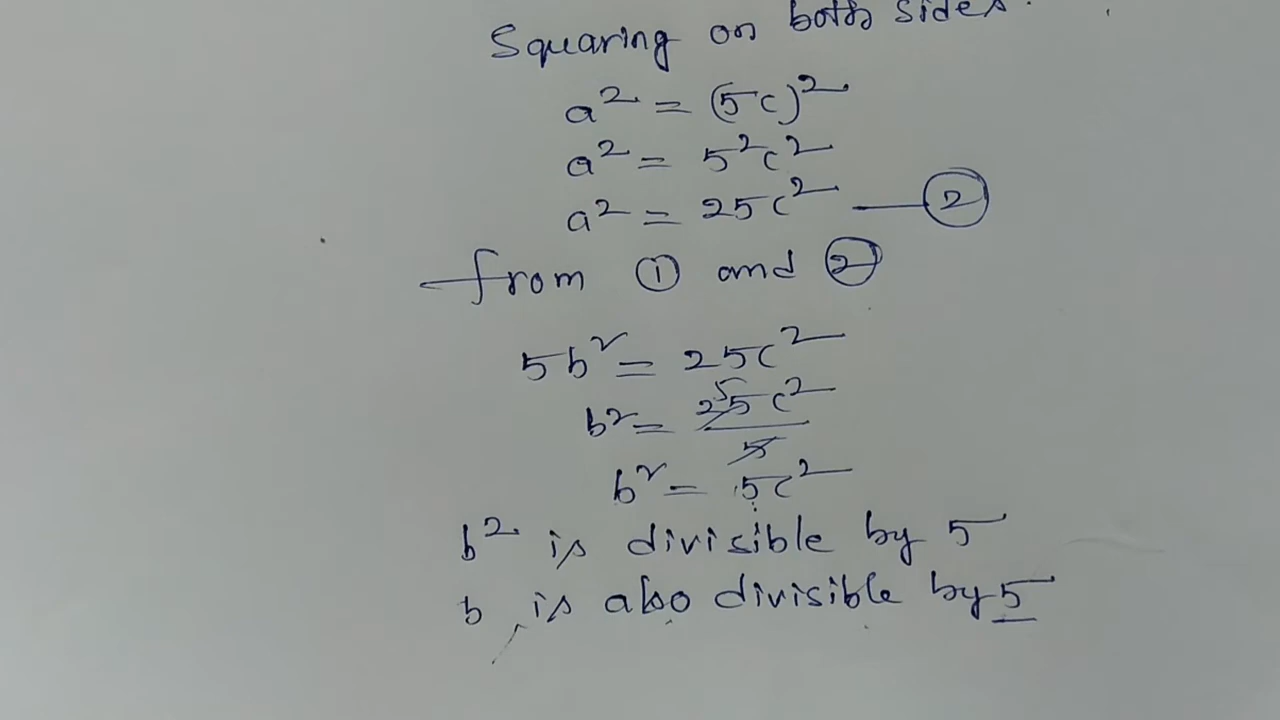 Squaring on both sides.
a² = (5c)²
a² = 5²c²
a² = 25c² — ②
from ① and ②
5b² = 25c²
b² = 25c² / 5 5
b² = 5c²
b² is divisible by 5
b is also divisible by 5